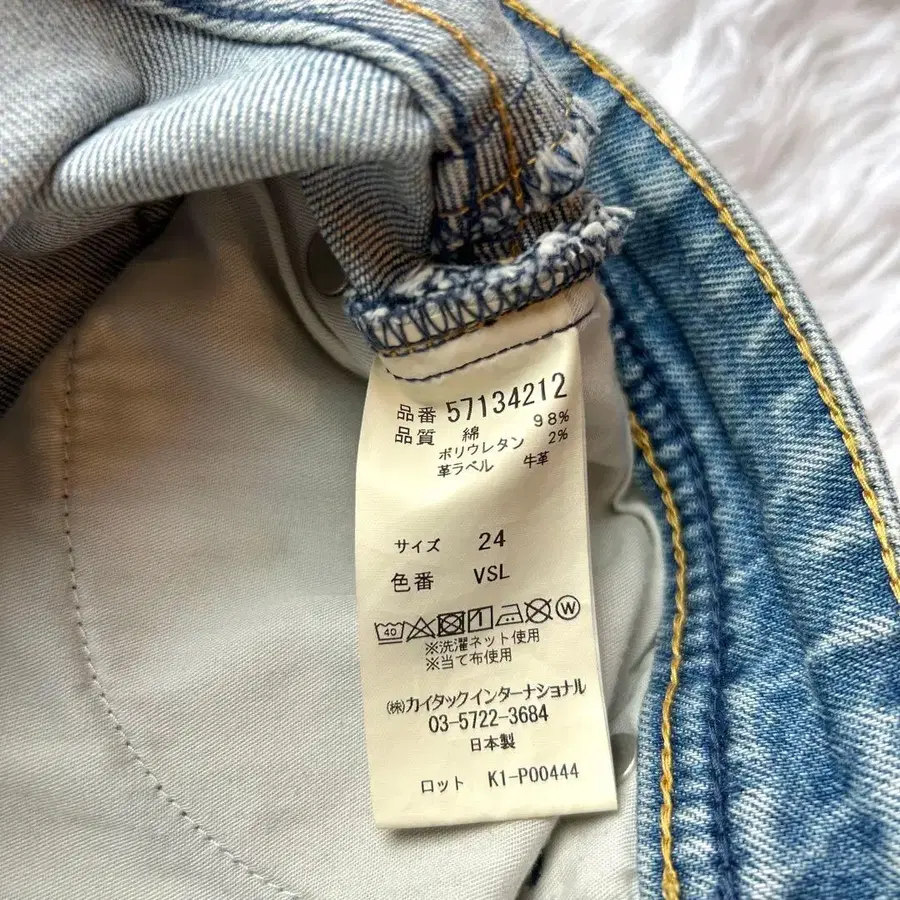 品番 57134212
品質 綿 98%
ポリウレタン 2%
革ラベル 牛革
サイズ 24
色番 VSL
40 W
※洗濯ネット使用
※当て布使用
㈱カイタックインターナショナル
03-5722-3684
日本製
ロット K1-P00444